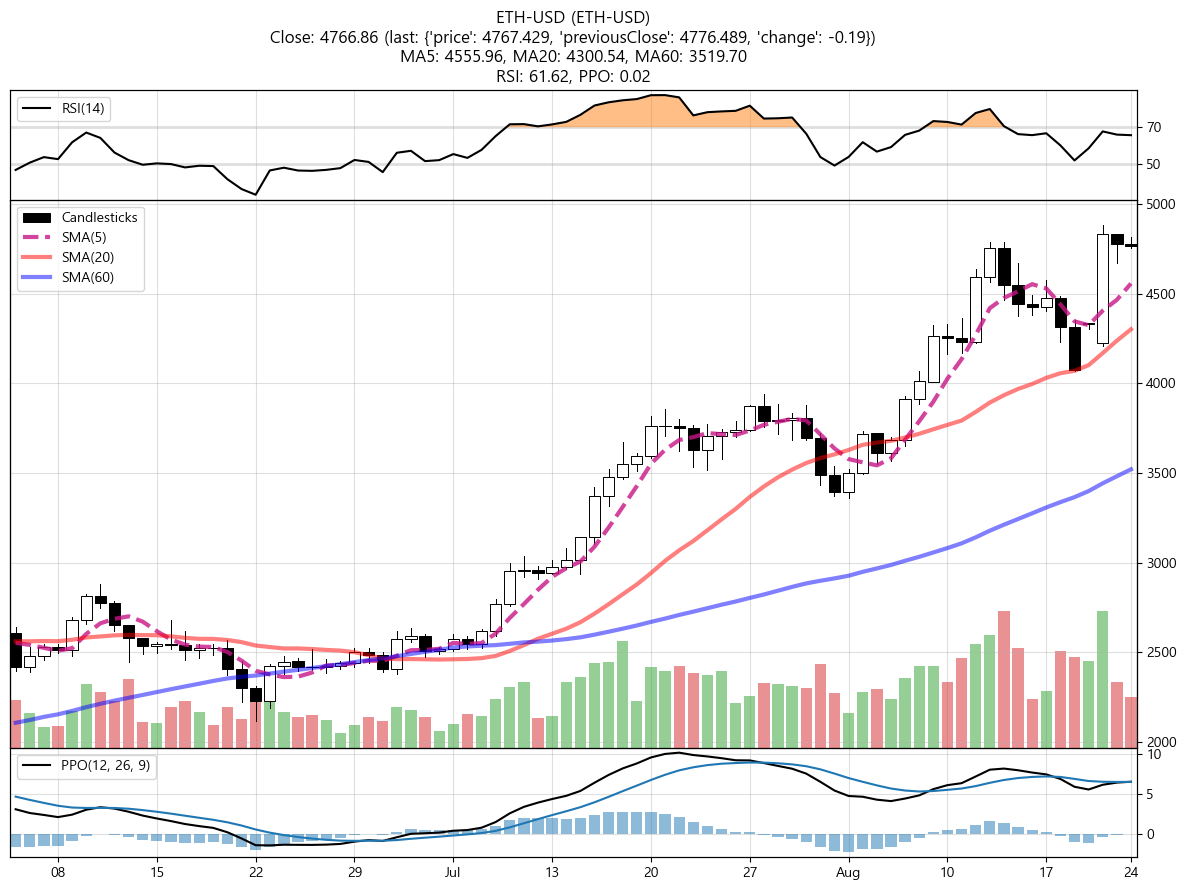 ETH-USD (ETH-USD)
Close: 4766.86 (last: {'price': 4767.429, 'previousClose': 4776.489, 'change': -0.19})
MA5: 4555.96, MA20: 4300.54, MA60: 3519.70
RSI: 61.62, PPO: 0.02
RSI(14)
70
50
Candlesticks
SMA(5)
SMA(20)
SMA(60)
5000
4500
4000
3500
3000
2500
2000
PPO(12, 26, 9)
10
5
0
08 15 22 29 Jul 13 20 27 Aug 10 17 24